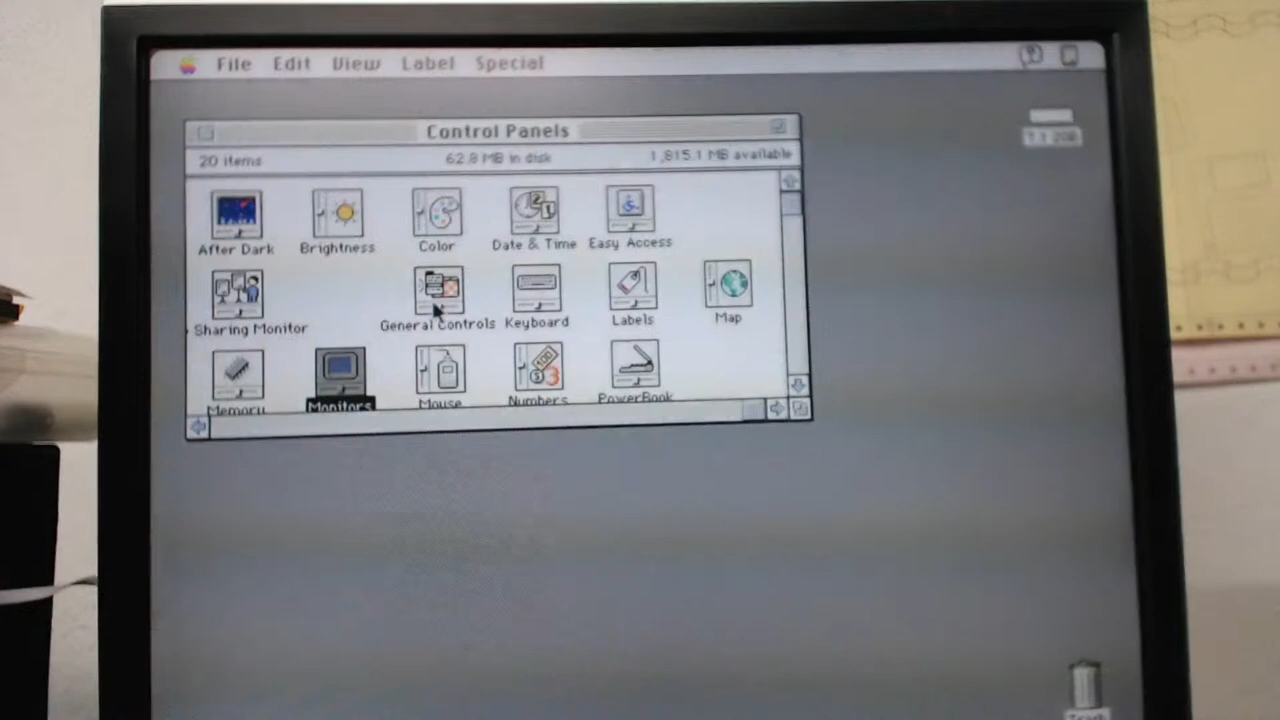 File Edit View Label Special
Control Panels
20 items 62.8 MB in disk 1,815.1 MB available
After Dark Brightness Color Date & Time Easy Access
Sharing Monitor General Controls Keyboard Labels Map
Memory Monitors Mouse Numbers PowerBook
Trash